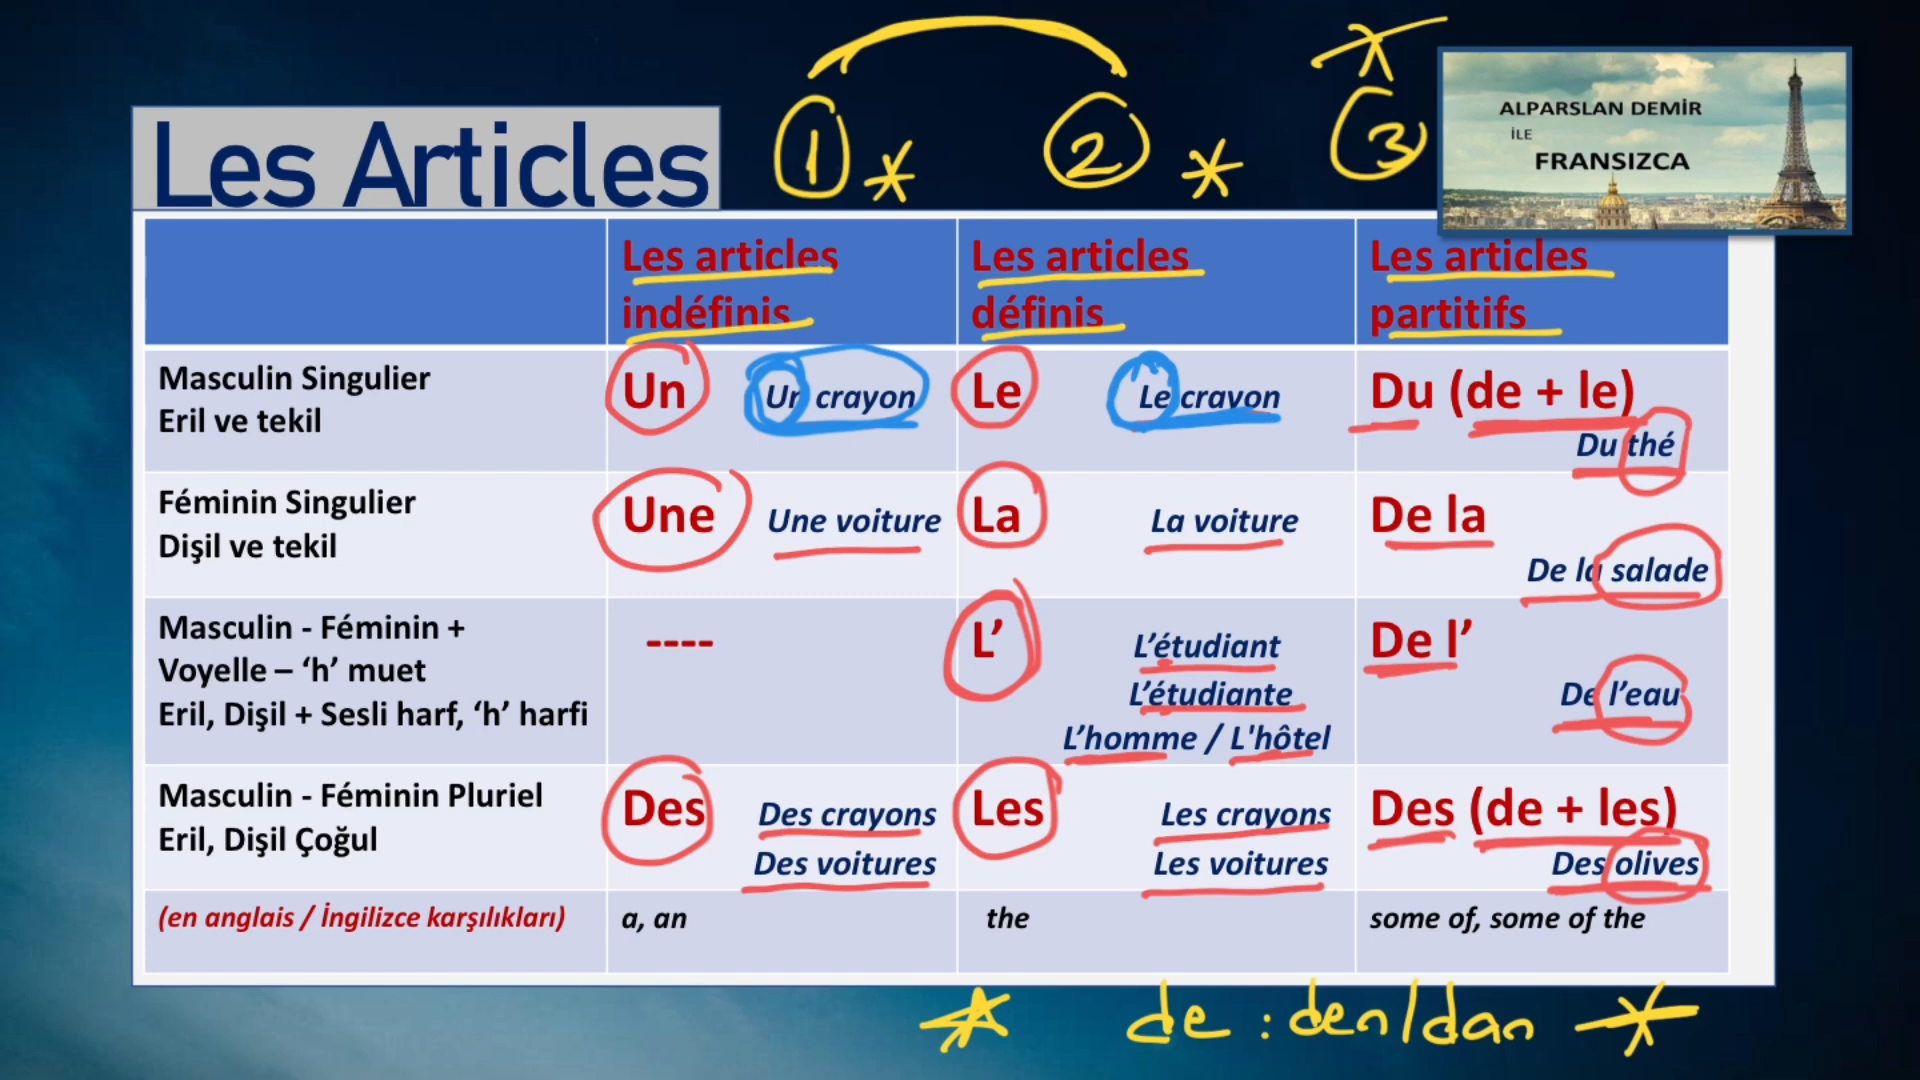 1 * 2 * * 3
ALPARSLAN DEMİR
İLE
FRANSIZCA
Les Articles
Les articles indéfinis
Les articles définis
Les articles partitifs
Masculin Singulier
Eril ve tekil
Un
Un crayon
Le
Le crayon
Du (de + le)
Du thé
Féminin Singulier
Dişil ve tekil
Une
Une voiture
La
La voiture
De la
De la salade
Masculin - Féminin +
Voyelle – ‘h’ muet
Eril, Dişil + Sesli harf, ‘h’ harfi
----
L’
L’étudiant
L’étudiante
L’homme / L'hôtel
De l’
De l’eau
Masculin - Féminin Pluriel
Eril, Dişil Çoğul
Des
Des crayons
Des voitures
Les
Les crayons
Les voitures
Des (de + les)
Des olives
(en anglais / İngilizce karşılıkları)
a, an
the
some of, some of the
* de : den/dan *